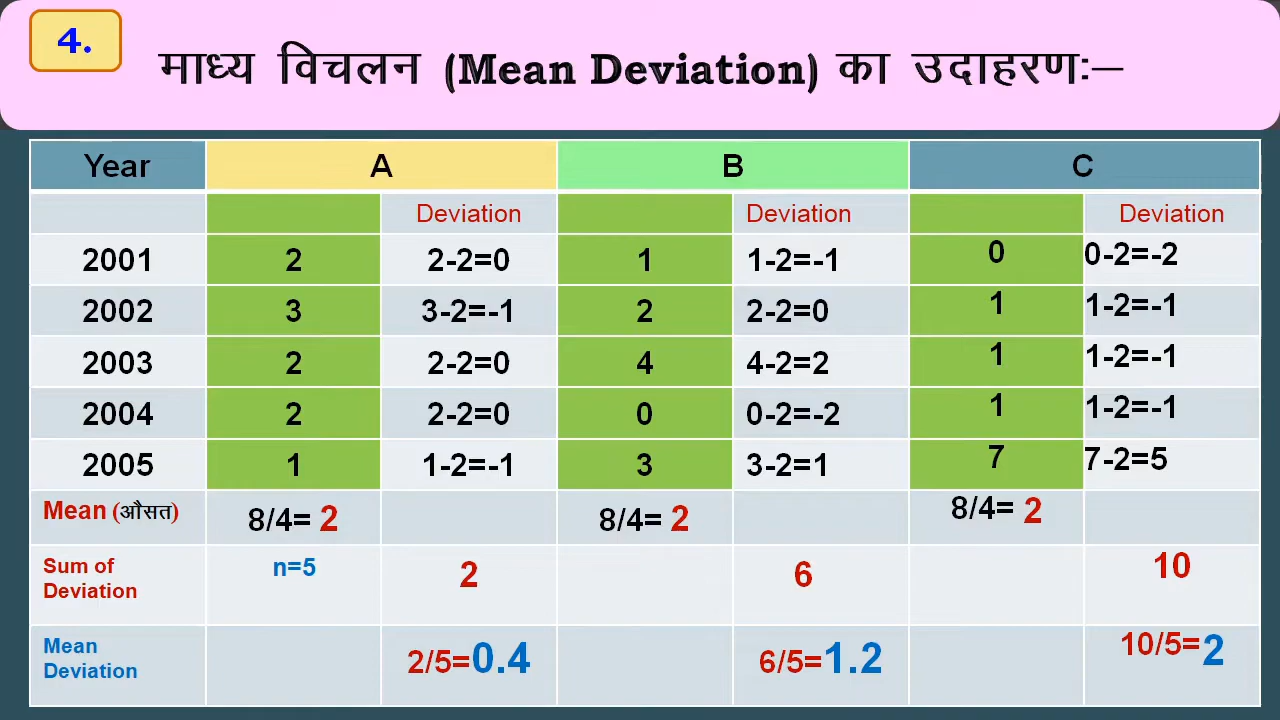 4.
माध्य विचलन (Mean Deviation) का उदाहरणः—
Year A B C
Deviation Deviation Deviation
2001 2 2-2=0 1 1-2=-1 0 0-2=-2
2002 3 3-2=-1 2 2-2=0 1 1-2=-1
2003 2 2-2=0 4 4-2=2 1 1-2=-1
2004 2 2-2=0 0 0-2=-2 1 1-2=-1
2005 1 1-2=-1 3 3-2=1 7 7-2=5
Mean (औसत) 8/4= 2 8/4= 2 8/4= 2
Sum of
Deviation n=5 2 6 10
Mean
Deviation 2/5=0.4 6/5=1.2 10/5=2